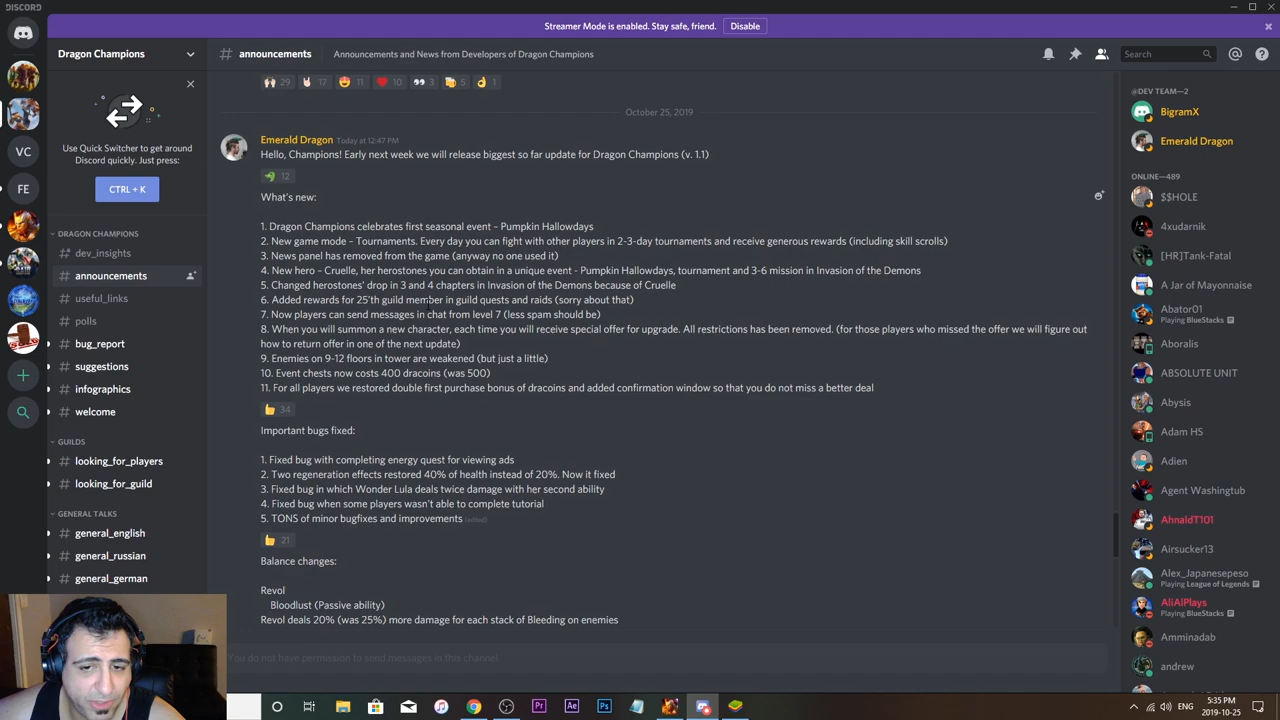 DISCORD
Streamer Mode is enabled. Stay safe, friend. Disable
Dragon Champions
# announcements
Announcements and News from Developers of Dragon Champions
Search
Use Quick Switcher to get around
Discord quickly. Just press:
CTRL + K
DRAGON CHAMPIONS
# dev_insights
# announcements
# useful_links
# polls
# bug_report
# suggestions
# infographics
# welcome
GUILDS
# looking_for_players
# looking_for_guild
GENERAL TALKS
# general_english
# general_russian
# general_german
VC
FE
29 17 11 10 3 5 1
October 25, 2019
Emerald Dragon Today at 12:47 PM
Hello, Champions! Early next week we will release biggest so far update for Dragon Champions (v. 1.1)
12
What's new:
1. Dragon Champions celebrates first seasonal event – Pumpkin Hallowdays
2. New game mode – Tournaments. Every day you can fight with other players in 2-3-day tournaments and receive generous rewards (including skill scrolls)
3. News panel has removed from the game (anyway no one used it)
4. New hero – Cruelle, her herostones you can obtain in a unique event - Pumpkin Hallowdays, tournament and 3-6 mission in Invasion of the Demons
5. Changed herostones' drop in 3 and 4 chapters in Invasion of the Demons because of Cruelle
6. Added rewards for 25'th guild member in guild quests and raids (sorry about that)
7. Now players can send messages in chat from level 7 (less spam should be)
8. When you will summon a new character, each time you will receive special offer for upgrade. All restrictions has been removed. (for those players who missed the offer we will figure out
how to return offer in one of the next update)
9. Enemies on 9-12 floors in tower are weakened (but just a little)
10. Event chests now costs 400 dracoins (was 500)
11. For all players we restored double first purchase bonus of dracoins and added confirmation window so that you do not miss a better deal
34
Important bugs fixed:
1. Fixed bug with completing energy quest for viewing ads
2. Two regeneration effects restored 40% of health instead of 20%. Now it fixed
3. Fixed bug in which Wonder Lula deals twice damage with her second ability
4. Fixed bug when some players wasn't able to complete tutorial
5. TONS of minor bugfixes and improvements (edited)
21
Balance changes:
Revol
Bloodlust (Passive ability)
Revol deals 20% (was 25%) more damage for each stack of Bleeding on enemies
You do not have permission to send messages in this channel.
@DEV TEAM—2
BigramX
Emerald Dragon
ONLINE—489
$$HOLE
4xudarnik
[HR]Tank-Fatal
A Jar of Mayonnaise
Abator01
Playing BlueStacks
Aboralis
ABSOLUTE UNIT
Abysis
Adam HS
Adien
Agent Washingtub
AhnaldT101
Airsucker13
Alex_Japanesepeso
Playing League of Legends
AliAlPlays
Playing BlueStacks
Amminadab
andrew
Pr
Ae
Ps
ENG
5:35 PM
2019-10-25